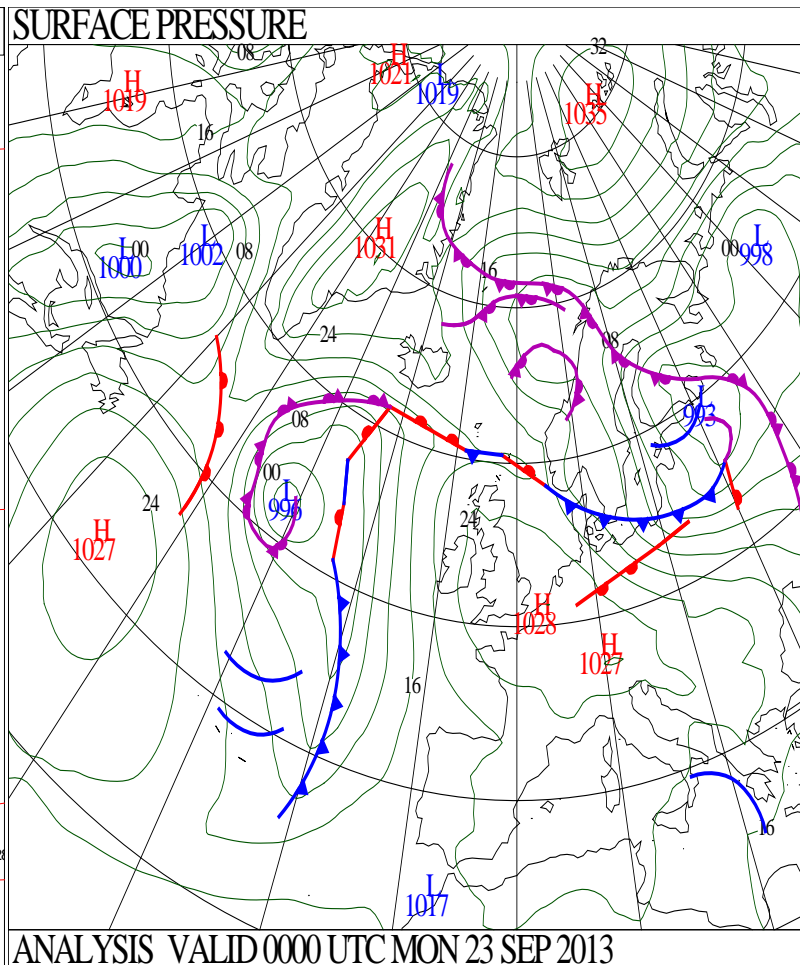 SURFACE PRESSURE
32
08
H
1021
L
1019
H
1019
H
1035
16
H
1031
L
1000
00
L
1002
08
00
L
998
16
24
08
L
993
08
00
L
996
24
24
H
1027
H
1028
H
1027
16
16
L
1017
ANALYSIS VALID 0000 UTC MON 23 SEP 2013